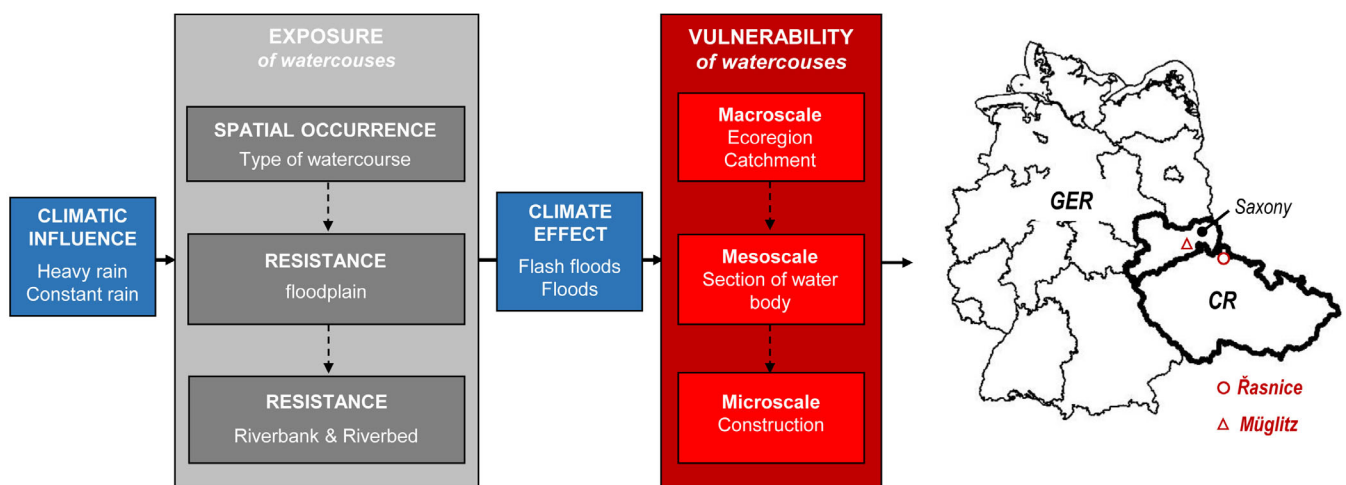 CLIMATIC
INFLUENCE
Heavy rain
Constant rain
EXPOSURE
of watercouses
SPATIAL OCCURRENCE
Type of watercourse
RESISTANCE
floodplain
RESISTANCE
Riverbank & Riverbed
CLIMATE
EFFECT
Flash floods
Floods
VULNERABILITY
of watercouses
Macroscale
Ecoregion
Catchment
Mesoscale
Section of water
body
Microscale
Construction
GER
Saxony
CR
Řasnice
Müglitz